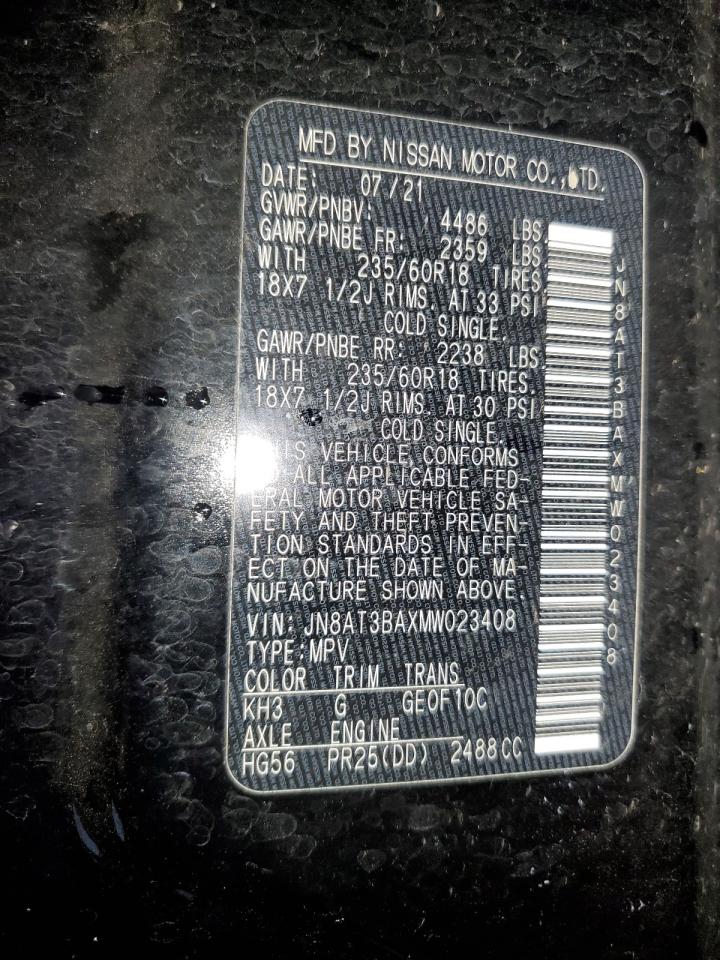 MFD BY NISSAN MOTOR CO., LTD.
DATE: 07/21
GVWR/PNBV: 4486 LBS
GAWR/PNBE FR: 2359 LBS
WITH 235/60R18 TIRES,
18X7 1/2J RIMS. AT 33 PSI
COLD SINGLE.
GAWR/PNBE RR: 2238 LBS
WITH 235/60R18 TIRES,
18X7 1/2J RIMS. AT 30 PSI
COLD SINGLE.
THIS VEHICLE CONFORMS
ALL APPLICABLE FED-
ERAL MOTOR VEHICLE SA-
FETY AND THEFT PREVEN-
TION STANDARDS IN EFF-
ECT ON THE DATE OF MA-
NUFACTURE SHOWN ABOVE.
VIN: JN8AT3BAXMW023408
TYPE:MPV
COLOR TRIM TRANS
KH3 G GE0F10C
AXLE ENGINE
HG56 PR25(DD) 2488CC
JN8AT3BAXMW023408